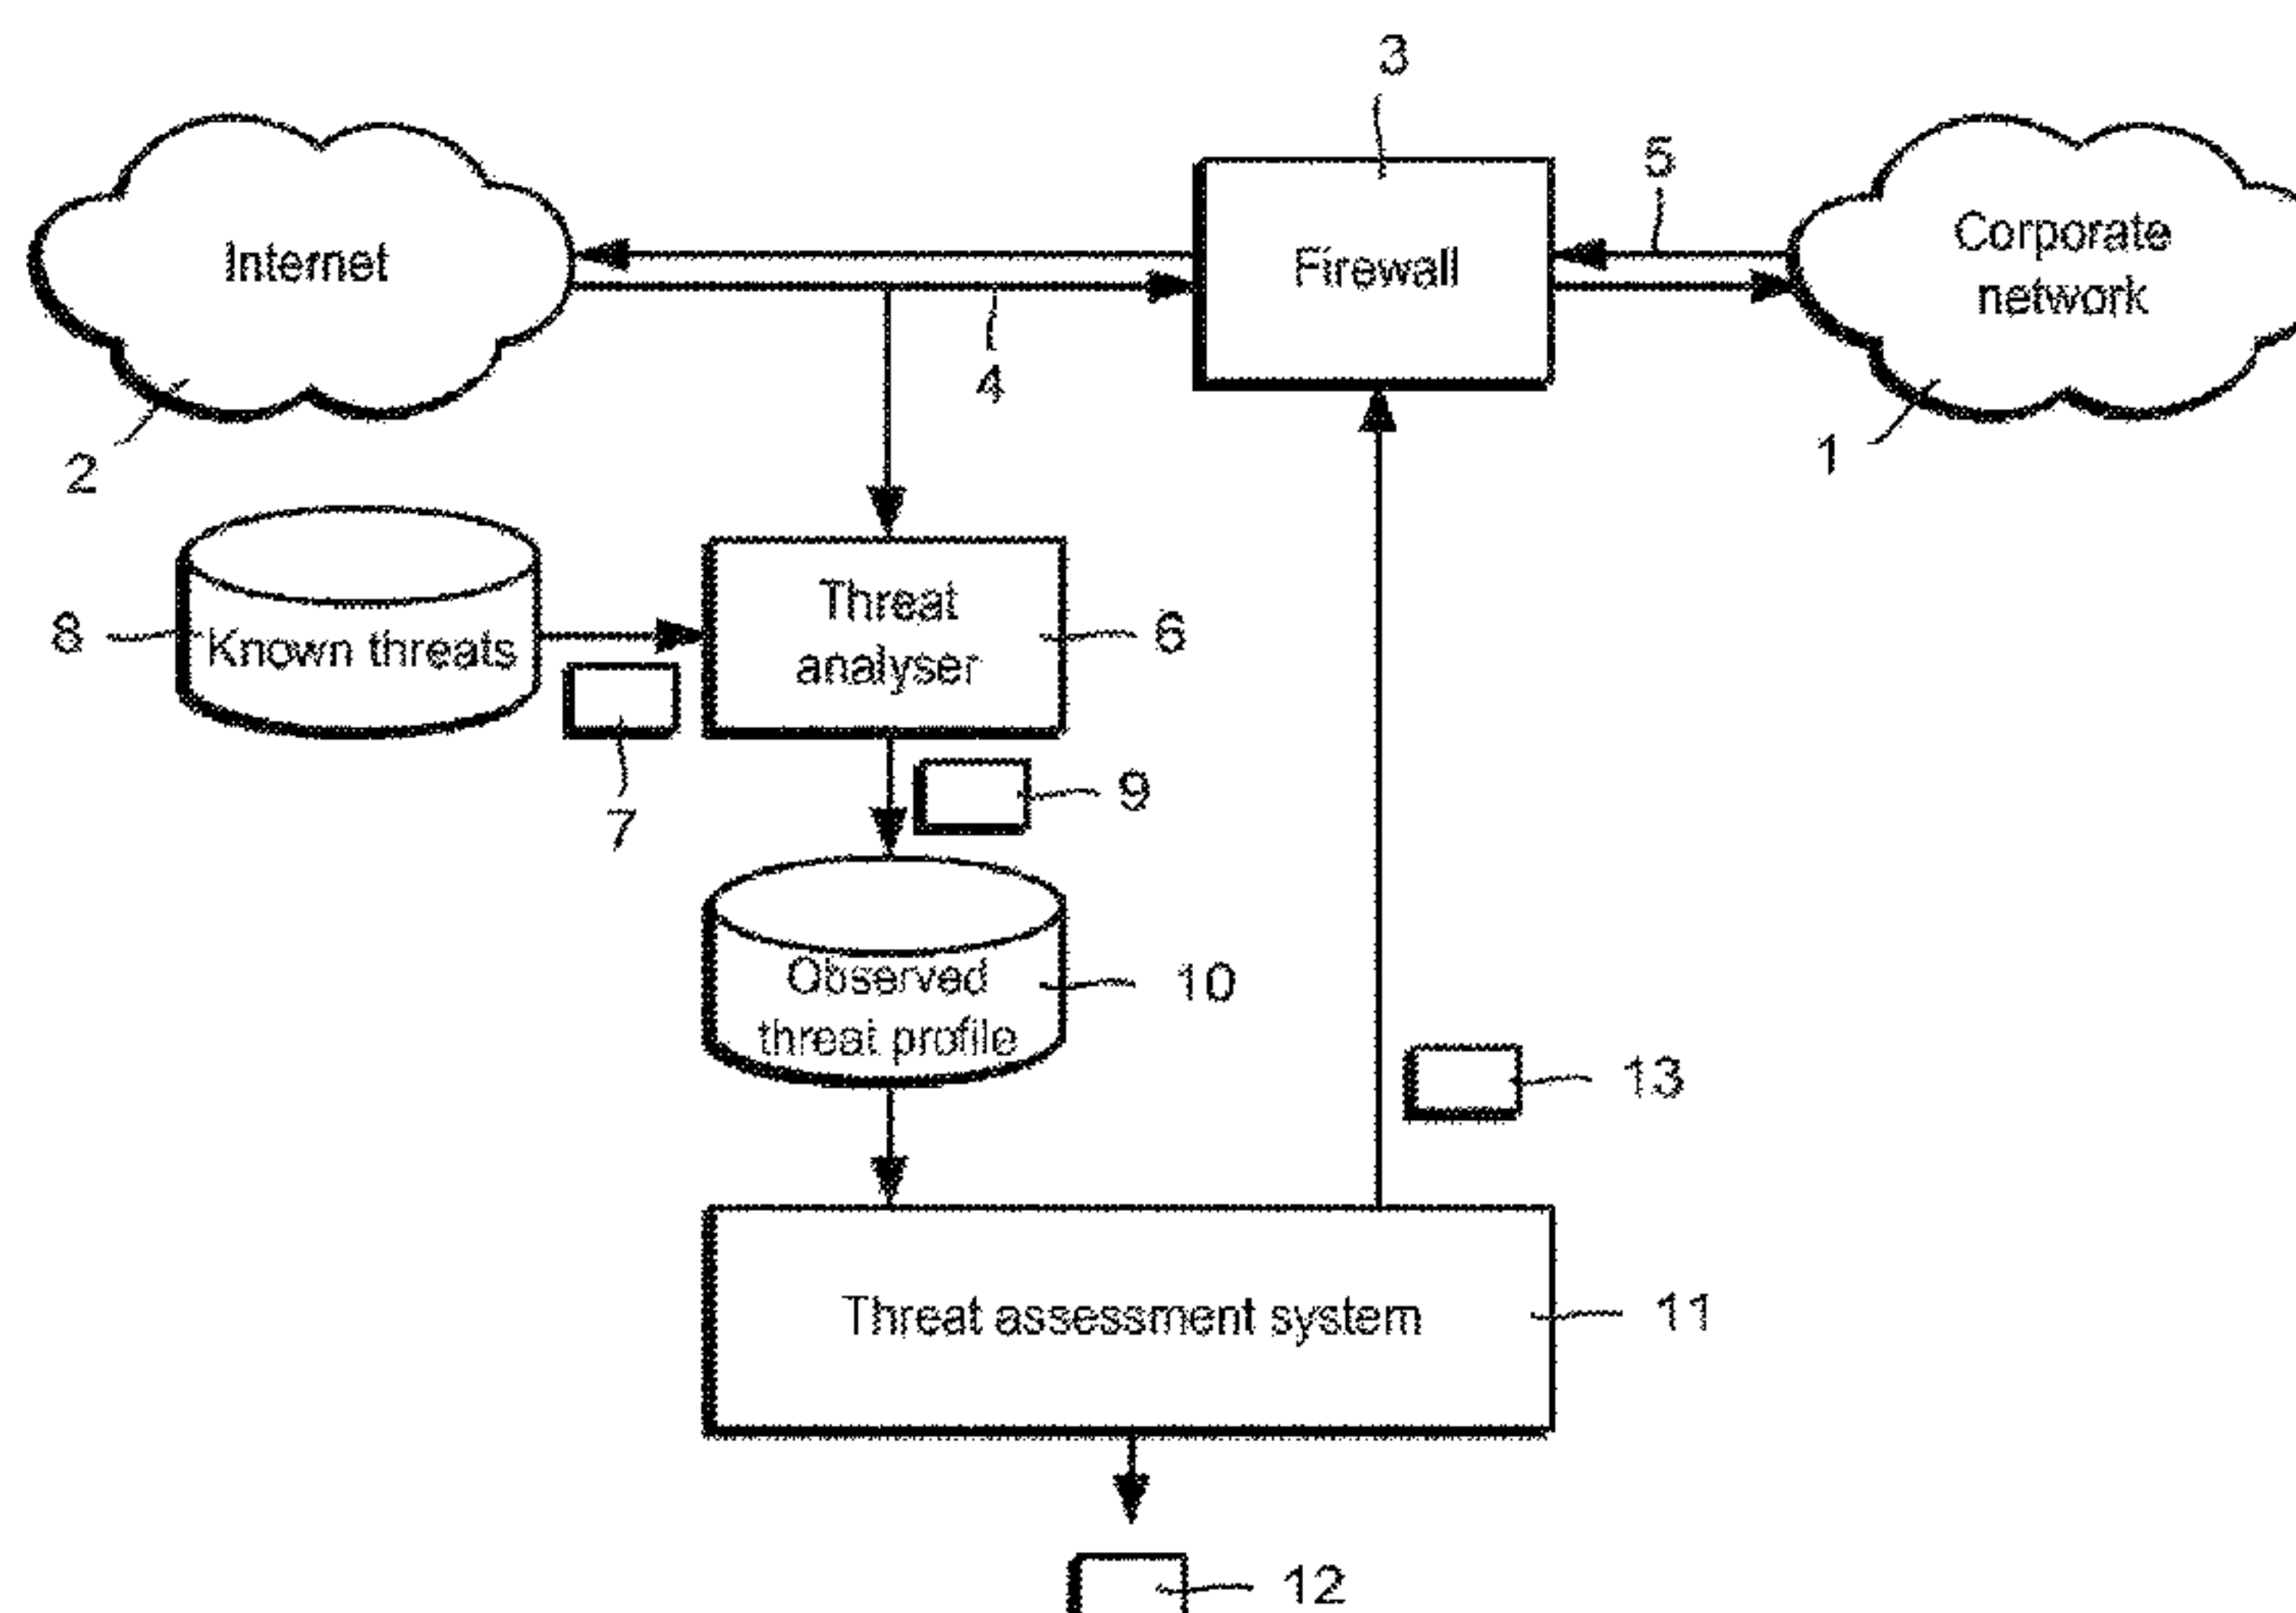 3
5
Internet
Firewall
Corporate
network
4
2
1
8
Known threats
Threat
analyser
6
7
9
Observed
threat profile
10
13
Threat assessment system
11
12